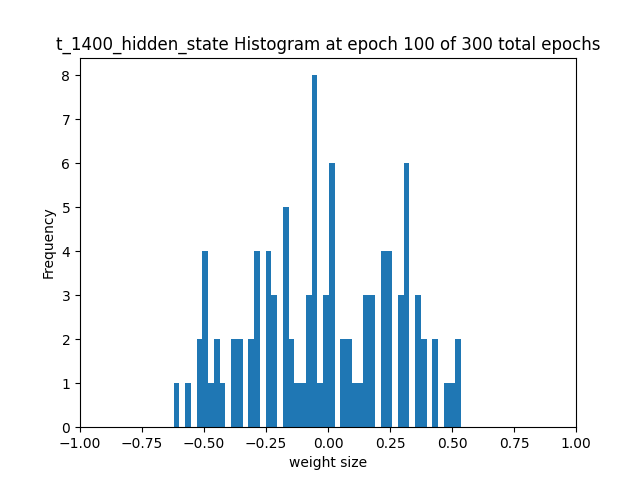 t_1400_hidden_state Histogram at epoch 100 of 300 total epochs
8
7
6
5
4
3
2
1
0
Frequency
−1.00 −0.75 −0.50 −0.25 0.00 0.25 0.50 0.75 1.00
weight size